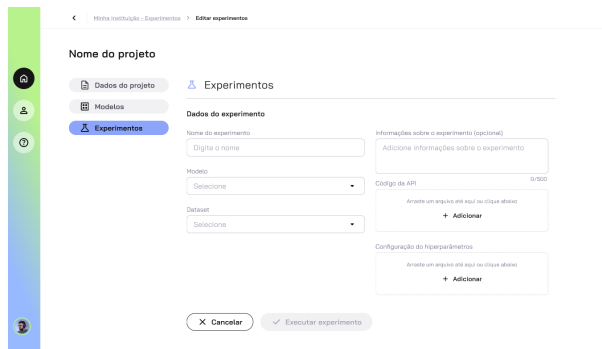 Minha Instituição - Experimentos > Editar experimentos
Nome do projeto
Dados do projeto
Modelos
Experimentos
Experimentos
Dados do experimento
Nome do experimento
Digite o nome
Modelo
Selecione
Dataset
Selecione
Informações sobre o experimento (opcional)
Adicione informações sobre o experimento
0/500
Código da API
Arraste um arquivo até aqui ou clique abaixo
+ Adicionar
Configuração do hiperparâmetros
Arraste um arquivo até aqui ou clique abaixo
+ Adicionar
Cancelar
Executar experimento